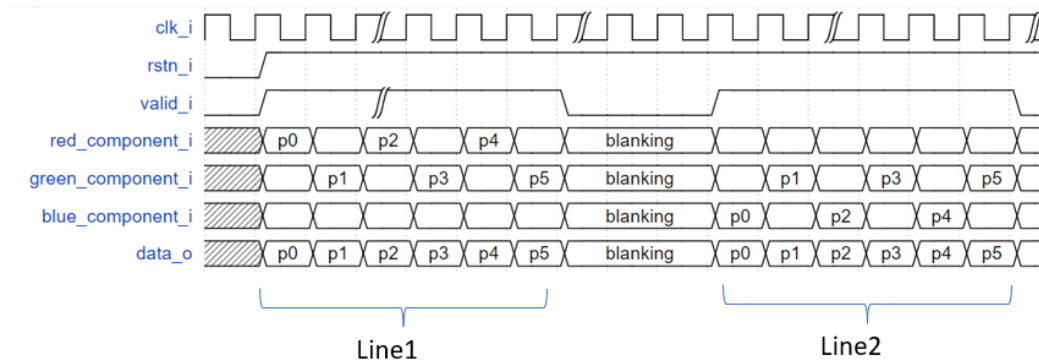 clk_i
rstn_i
valid_i
red_component_i p0 p2 p4 blanking
green_component_i p1 p3 p5 blanking p1 p3 p5
blue_component_i blanking p0 p2 p4
data_o p0 p1 p2 p3 p4 p5 blanking p0 p1 p2 p3 p4 p5
Line1 Line2